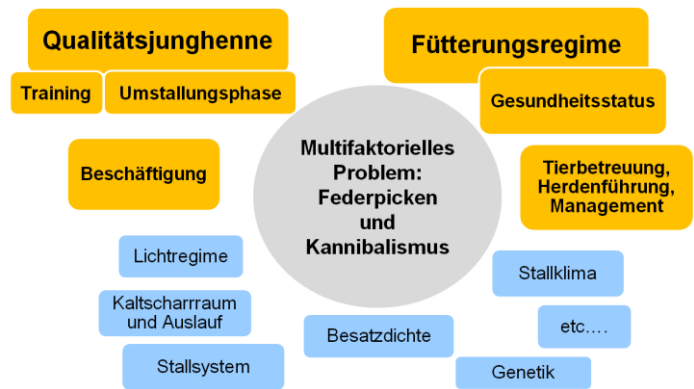 Qualitätsjunghenne
Fütterungsregime
Training
Umstallungsphase
Gesundheitsstatus
Multifaktorielles
Problem:
Federpicken
und
Kannibalismus
Beschäftigung
Tierbetreuung,
Herdenführung,
Management
Lichtregime
Stallklima
Kaltscharrraum
und Auslauf
etc....
Besatzdichte
Stallsystem
Genetik